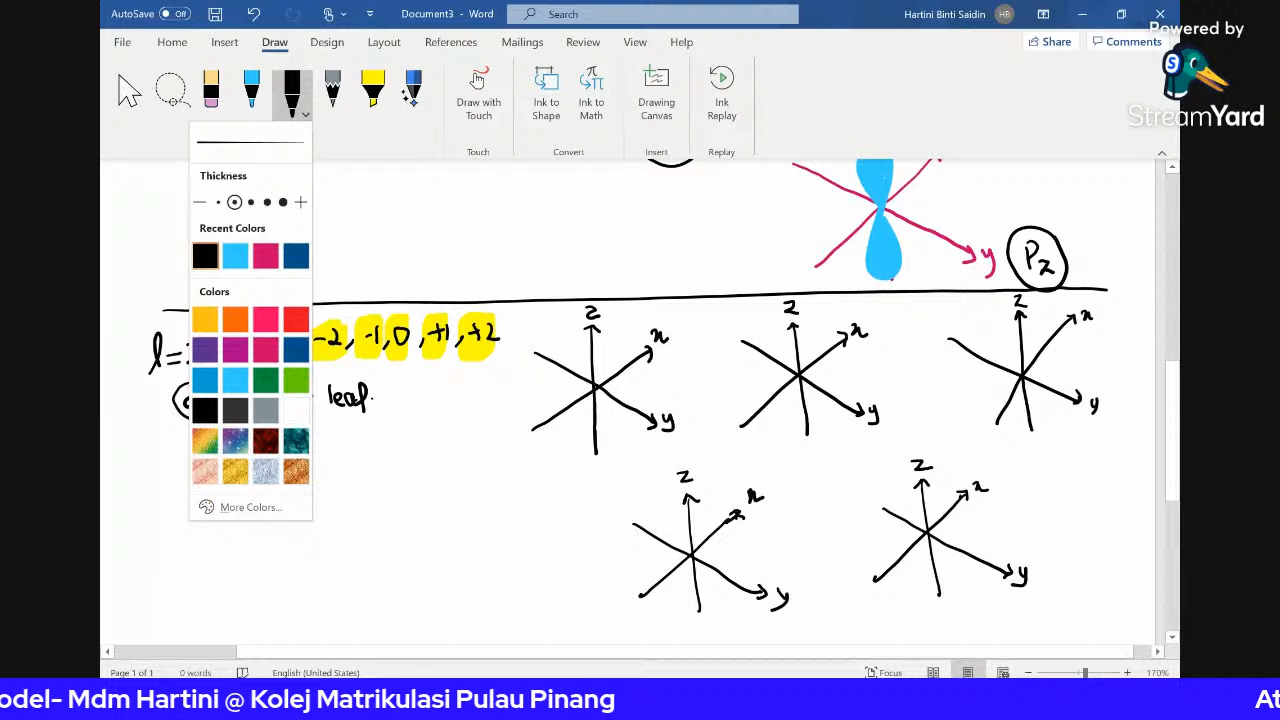 AutoSave Off Document3 - Word Search Hartini Binti Saidin HB
Powered by
StreamYard
File Home Insert Draw Design Layout References Mailings Review View Help Share Comments
Draw with Touch
Ink to Shape
Ink to Math
Drawing Canvas
Ink Replay
Touch Convert Insert Replay
Thickness
Recent Colors
Colors
More Colors...
y
Pz
l= -2, -1, 0, +1, +2
leaf.
z x y
z x y
z x y
z x y
z x y
Page 1 of 1 0 words English (United States) Focus 170%
odel- Mdm Hartini @ Kolej Matrikulasi Pulau Pinang At